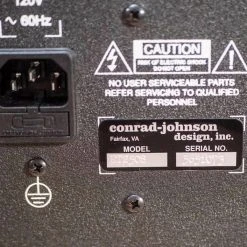 120V
~ 60Hz
CAUTION
RISK OF ELECTRIC SHOCK
DO NOT OPEN
NO USER SERVICEABLE PARTS
REFER SERVICING TO QUALIFIED
PERSONNEL
conrad-johnson
design, inc.
Fairfax, VA
MODEL
SERIAL NO.